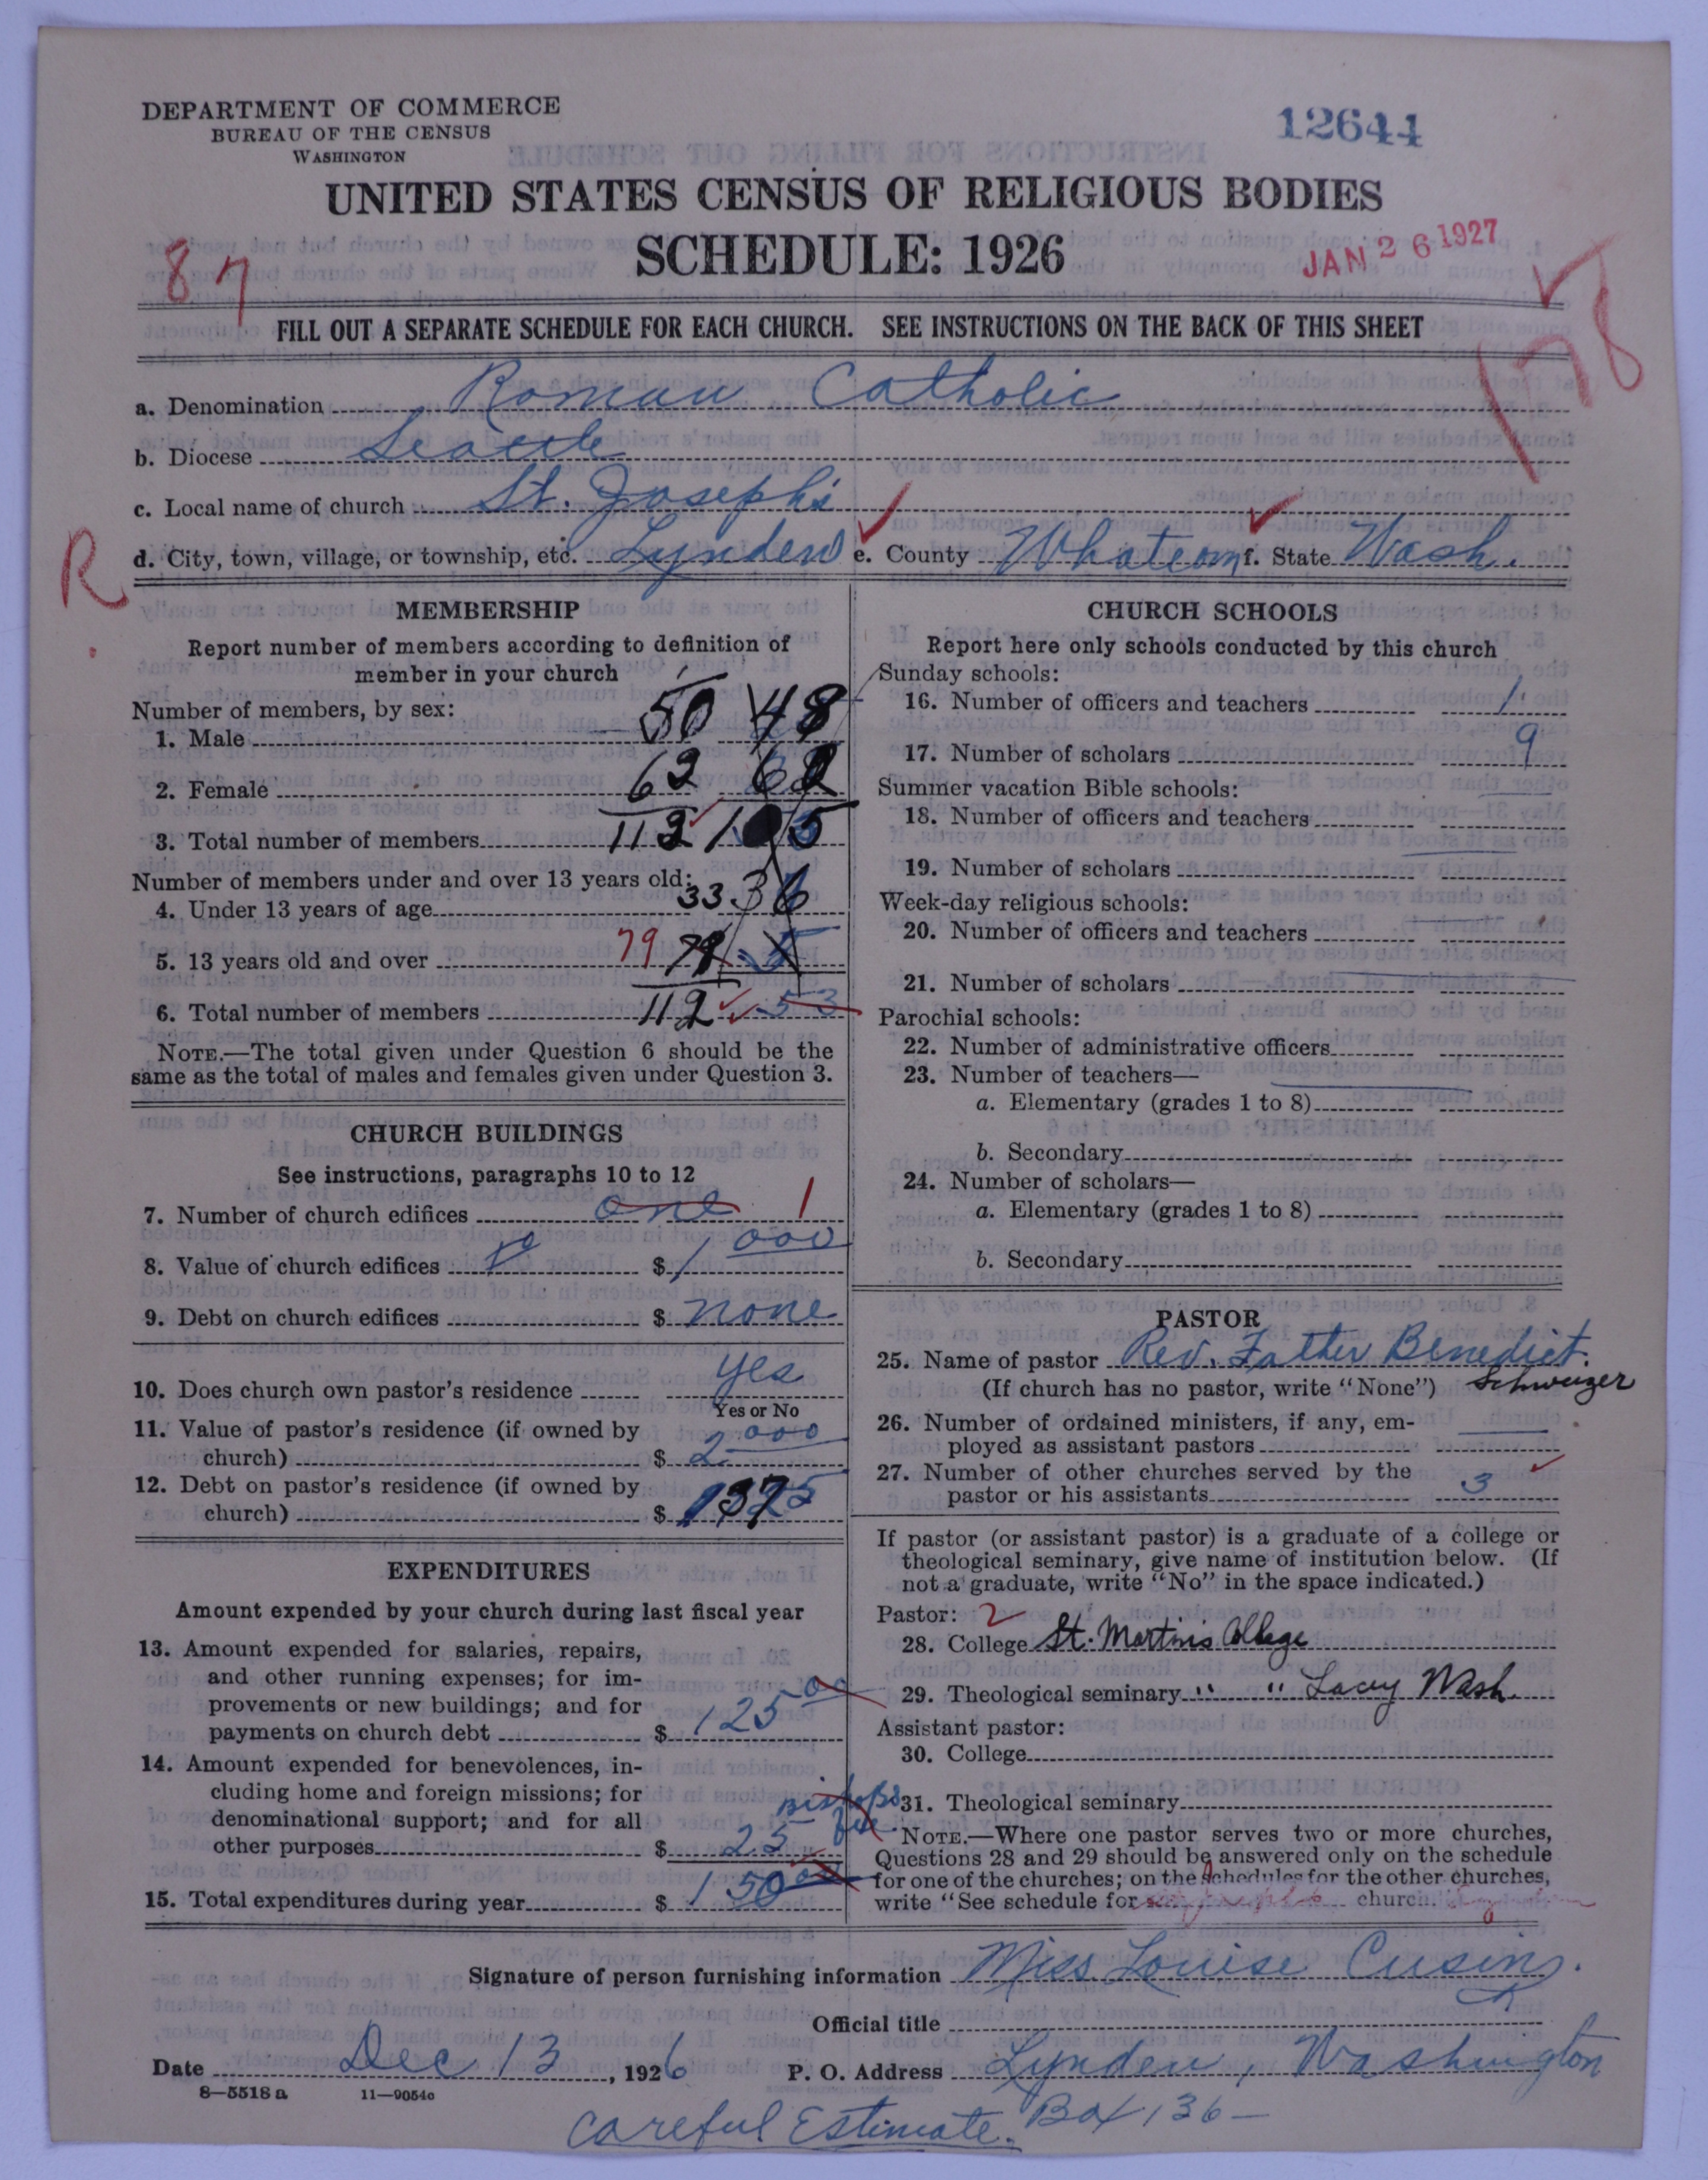 DEPARTMENT OF COMMERCE
BUREAU OF THE CENSUS
WASHINGTON
12644
UNITED STATES CENSUS OF RELIGIOUS BODIES
SCHEDULE: 1926
JAN 26 1927
87
178
FILL OUT A SEPARATE SCHEDULE FOR EACH CHURCH. SEE INSTRUCTIONS ON THE BACK OF THIS SHEET
a. Denomination Roman Catholic
b. Diocese Seattle
c. Local name of church St. Joseph's
d. City, town, village, or township, etc. Lynden e. County Whatcom f. State Wash.
R
MEMBERSHIP
Report number of members according to definition of
member in your church
Number of members, by sex:
1. Male 50 48
2. Female 62 62
3. Total number of members 112 1 5
Number of members under and over 13 years old:
4. Under 13 years of age 33 36
5. 13 years old and over 79
6. Total number of members 112 53
NOTE.—The total given under Question 6 should be the
same as the total of males and females given under Question 3.
CHURCH BUILDINGS
See instructions, paragraphs 10 to 12
7. Number of church edifices one 1
8. Value of church edifices $ 1000
9. Debt on church edifices $ none
10. Does church own pastor's residence yes
Yes or No
11. Value of pastor's residence (if owned by
church) $ 2000
12. Debt on pastor's residence (if owned by
church) $ 1375
EXPENDITURES
Amount expended by your church during last fiscal year
13. Amount expended for salaries, repairs,
and other running expenses; for im-
provements or new buildings; and for
payments on church debt $ 125 00
14. Amount expended for benevolences, in-
cluding home and foreign missions; for
denominational support; and for all
other purposes $ 25
15. Total expenditures during year $ 150 00
CHURCH SCHOOLS
Report here only schools conducted by this church
Sunday schools:
16. Number of officers and teachers 1
17. Number of scholars 9
Summer vacation Bible schools:
18. Number of officers and teachers
19. Number of scholars
Week-day religious schools:
20. Number of officers and teachers
21. Number of scholars
Parochial schools:
22. Number of administrative officers
23. Number of teachers—
a. Elementary (grades 1 to 8)
b. Secondary
24. Number of scholars—
a. Elementary (grades 1 to 8)
b. Secondary
PASTOR
25. Name of pastor Rev. Father Benedict.
(If church has no pastor, write "None") Schweizer
26. Number of ordained ministers, if any, em-
ployed as assistant pastors
27. Number of other churches served by the
pastor or his assistants 3
If pastor (or assistant pastor) is a graduate of a college or
theological seminary, give name of institution below. (If
not a graduate, write "No" in the space indicated.)
Pastor: 2
28. College St. Martin's College
29. Theological seminary " " Lacey Wash.
Assistant pastor:
30. College
31. Theological seminary
NOTE.—Where one pastor serves two or more churches,
Questions 28 and 29 should be answered only on the schedule
for one of the churches; on the schedules for the other churches,
write "See schedule for church.
Signature of person furnishing information Miss Louise Cusin.
Official title
Date Dec 13, 1926 P. O. Address Lynden, Washington
8—5518 a 11—9054c
Careful Estimate. Box 136—